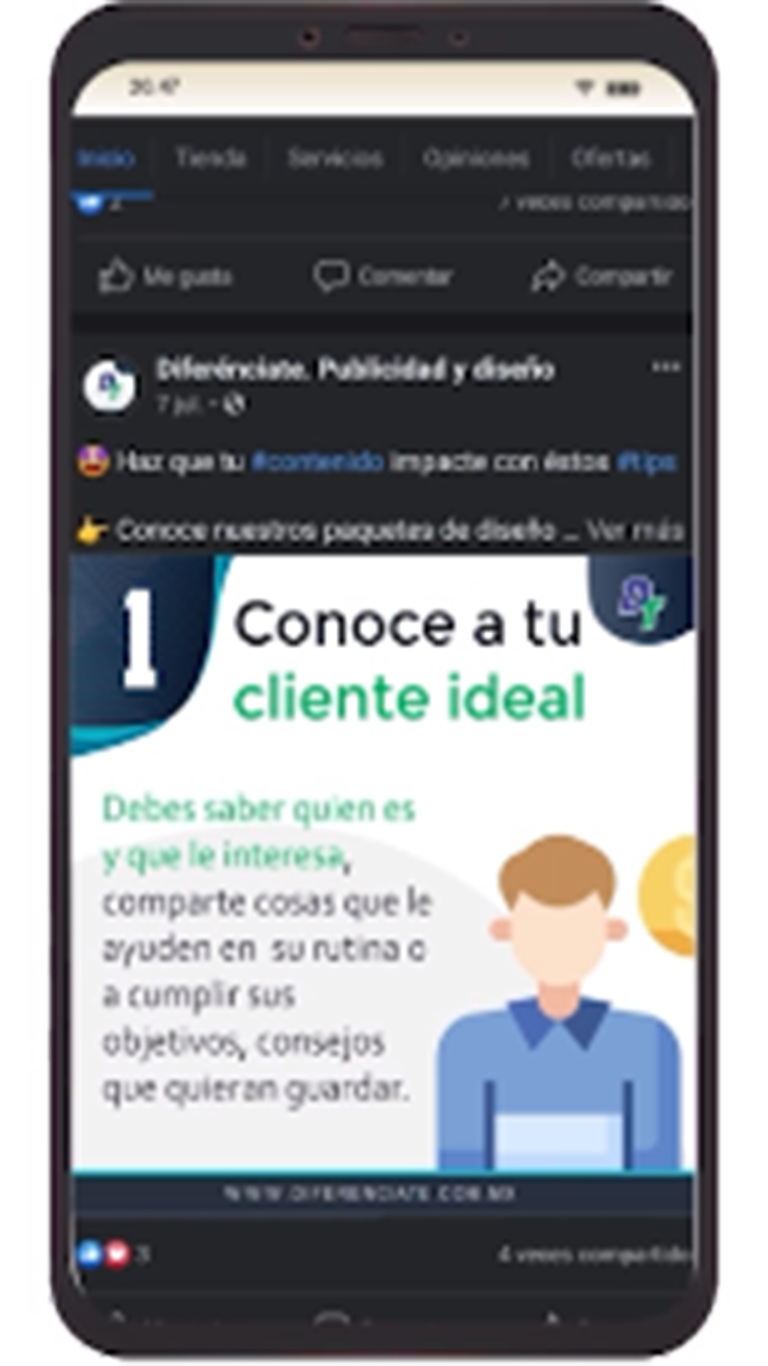 20:47
Inicio Tienda Servicios Opiniones Ofertas
2 7 veces compartido
Me gusta Comentar Compartir
Diferénciate. Publicidad y diseño
7 jul.
Haz que tu #contenido impacte con éstos #tips
Conoce nuestros paquetes de diseño ... Ver más
1
Conoce a tu
cliente ideal
DY
Debes saber quien es
y que le interesa,
comparte cosas que le
ayuden en su rutina o
a cumplir sus
objetivos, consejos
que quieran guardar.
WWW.DIFERENCIATE.COM.MX
3 4 veces compartido